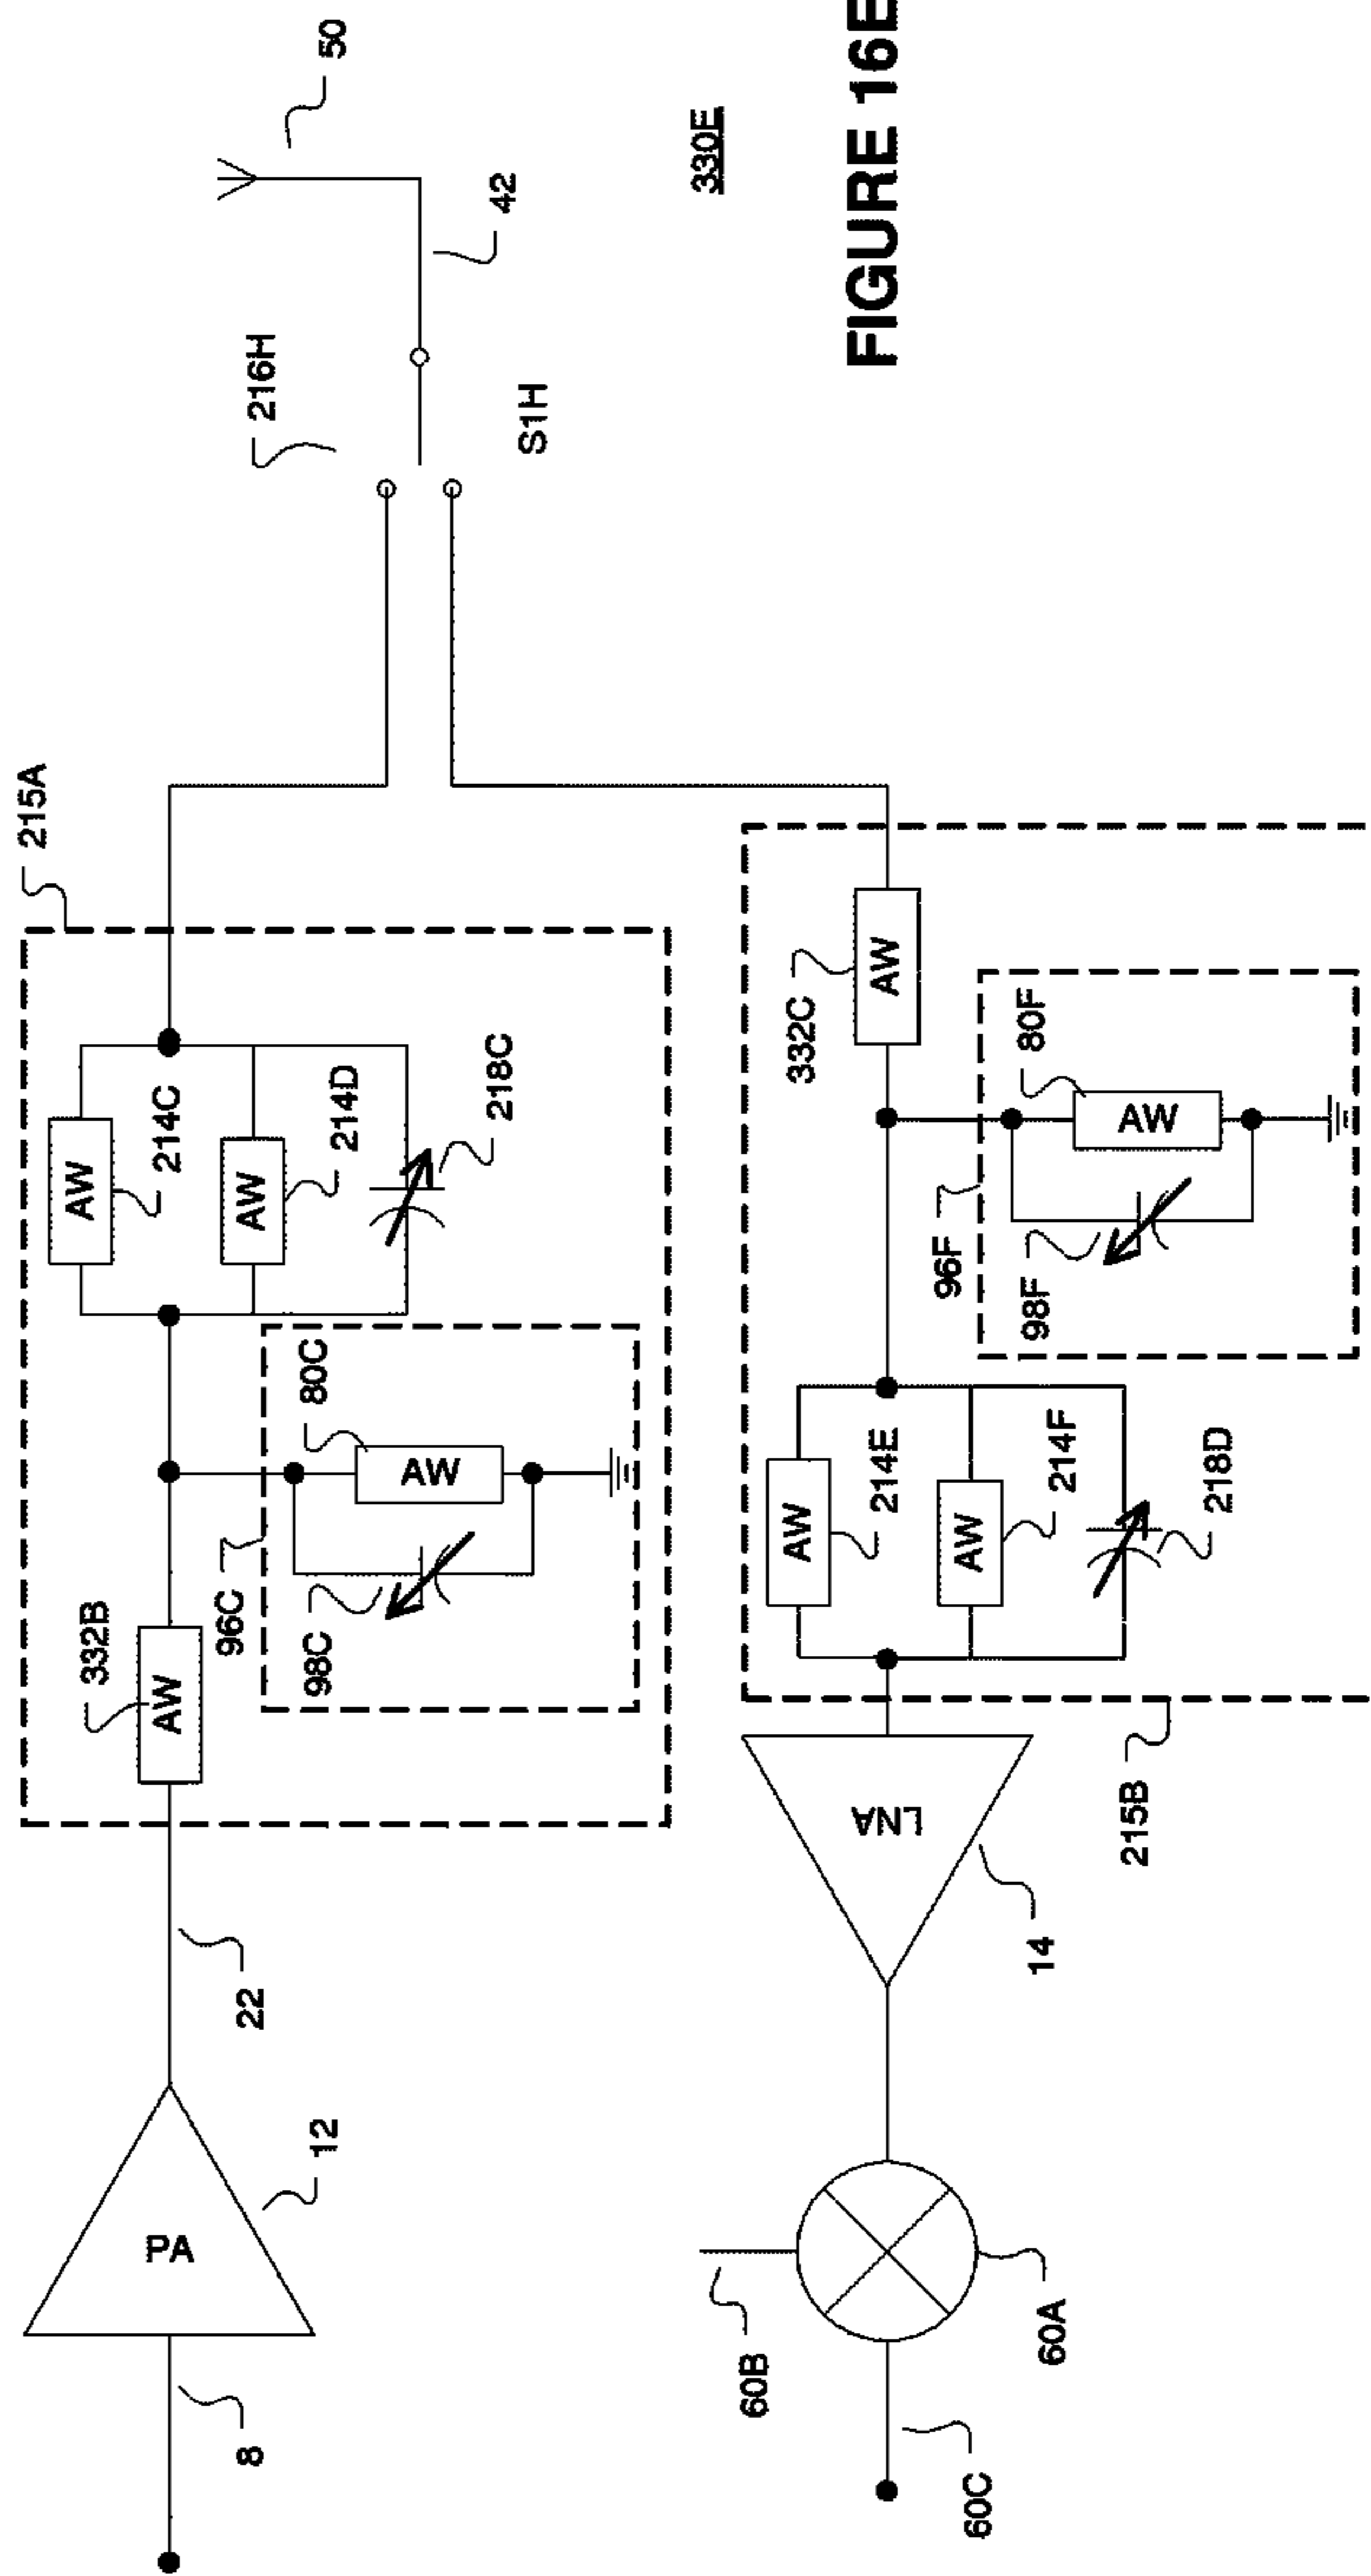 8
PA
12
22
215A
AW
332B
96C
98C
AW
80C
AW
214C
AW
214D
218C
216H
S1H
42
50
60C
60B
60A
LNA
14
215B
AW
214E
AW
214F
218D
96F
98F
AW
80F
AW
332C
330E
FIGURE 16E